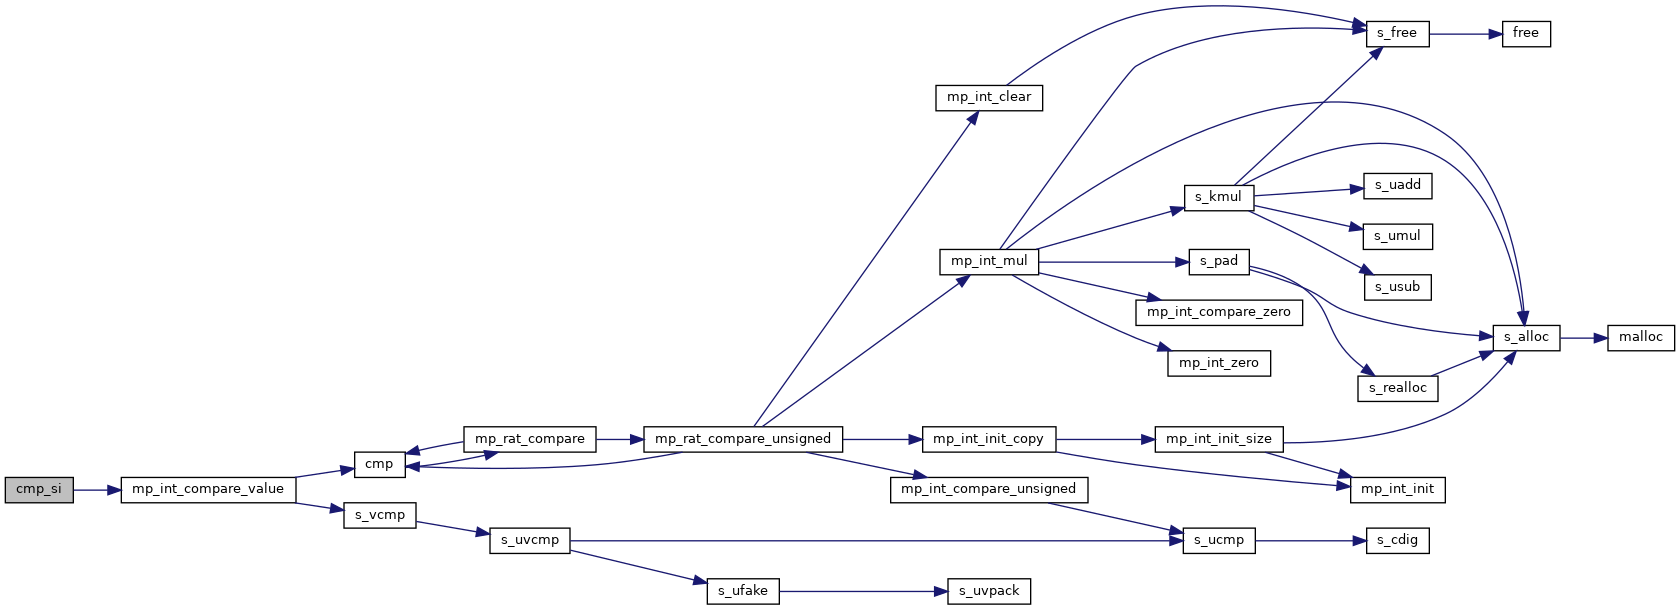 s_free
free
mp_int_clear
s_kmul
s_uadd
s_umul
mp_int_mul
s_pad
s_usub
mp_int_compare_zero
s_alloc
malloc
mp_int_zero
s_realloc
mp_rat_compare
mp_rat_compare_unsigned
mp_int_init_copy
mp_int_init_size
cmp
cmp_si
mp_int_compare_value
mp_int_compare_unsigned
mp_int_init
s_vcmp
s_uvcmp
s_ucmp
s_cdig
s_ufake
s_uvpack